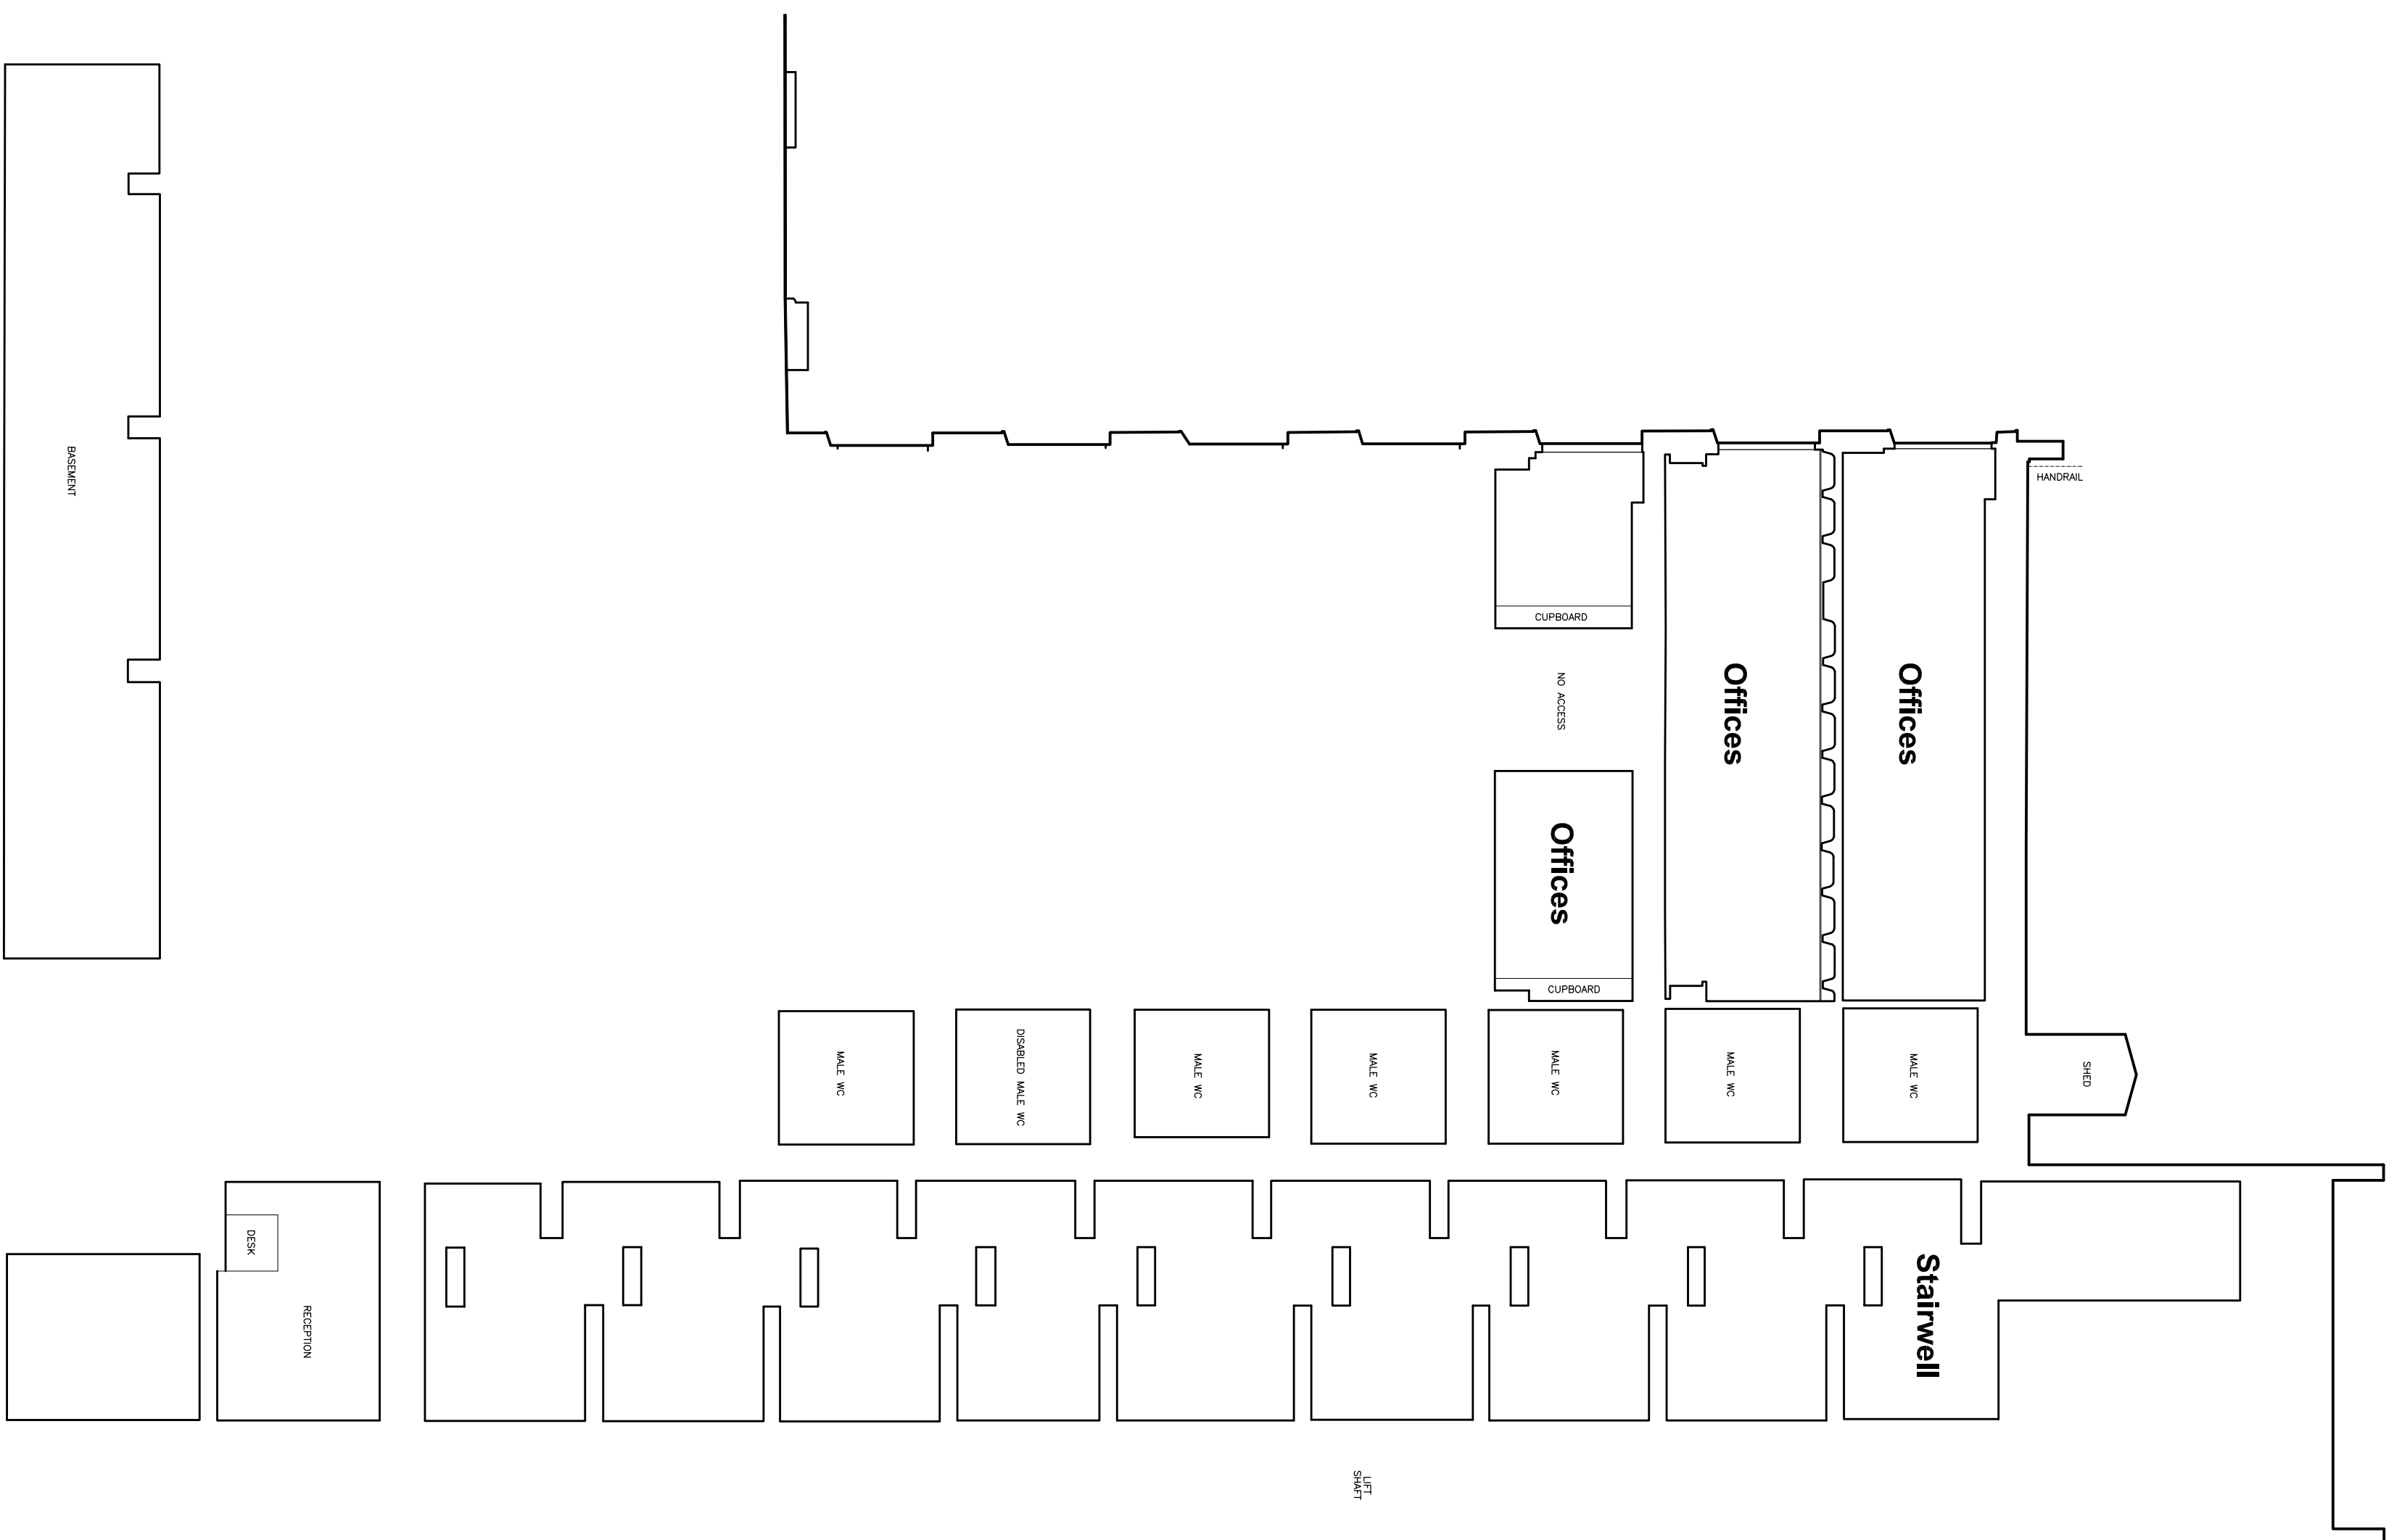 BASEMENT
HANDRAIL
CUPBOARD
NO ACCESS
Offices
Offices
Offices
CUPBOARD
MALE WC
DISABLED MALE WC
MALE WC
MALE WC
MALE WC
MALE WC
MALE WC
SHED
DESK
RECEPTION
Stairwell
LIFT
SHAFT